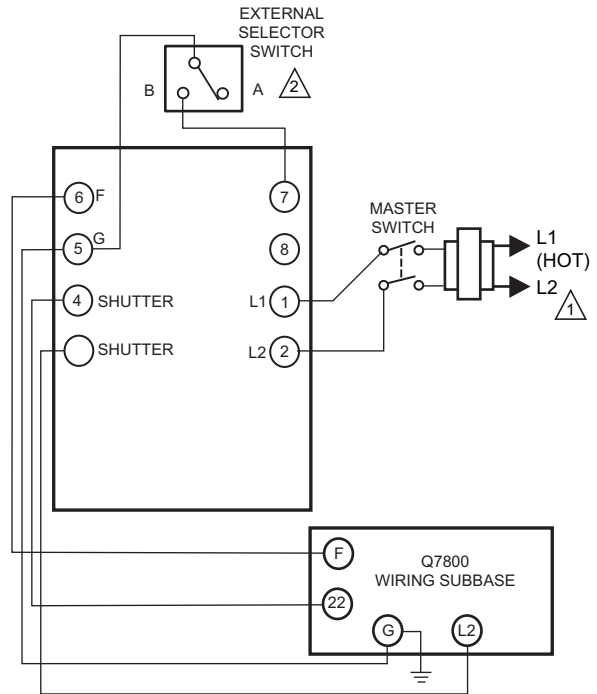 EXTERNAL
SELECTOR
SWITCH
B
A
2
6
F
7
5
G
8
MASTER
SWITCH
L1
(HOT)
L2
1
4
SHUTTER
L1
1
SHUTTER
L2
2
F
Q7800
WIRING SUBBASE
22
G
L2